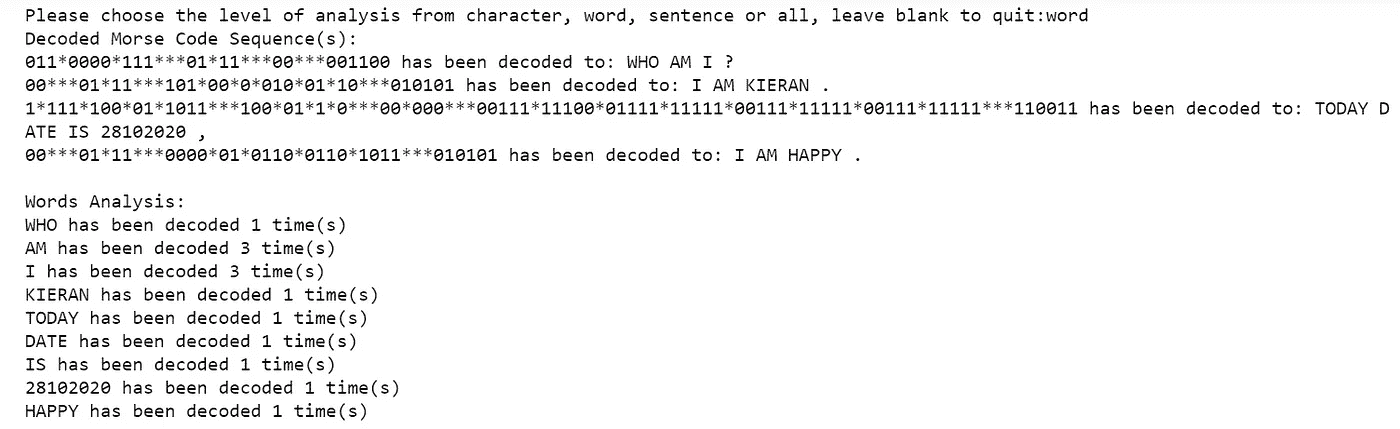 Please choose the level of analysis from character, word, sentence or all, leave blank to quit:word
Decoded Morse Code Sequence(s):
011*0000*111***01*11***00***001100 has been decoded to: WHO AM I ?
00***01*11***101*00*0*010*01*10***010101 has been decoded to: I AM KIERAN .
1*111*100*01*1011***100*01*1*0***00*000***00111*11100*01111*11111*00111*11111*00111*11111***110011 has been decoded to: TODAY D
ATE IS 28102020 ,
00***01*11***0000*01*0110*0110*1011***010101 has been decoded to: I AM HAPPY .

Words Analysis:
WHO has been decoded 1 time(s)
AM has been decoded 3 time(s)
I has been decoded 3 time(s)
KIERAN has been decoded 1 time(s)
TODAY has been decoded 1 time(s)
DATE has been decoded 1 time(s)
IS has been decoded 1 time(s)
28102020 has been decoded 1 time(s)
HAPPY has been decoded 1 time(s)